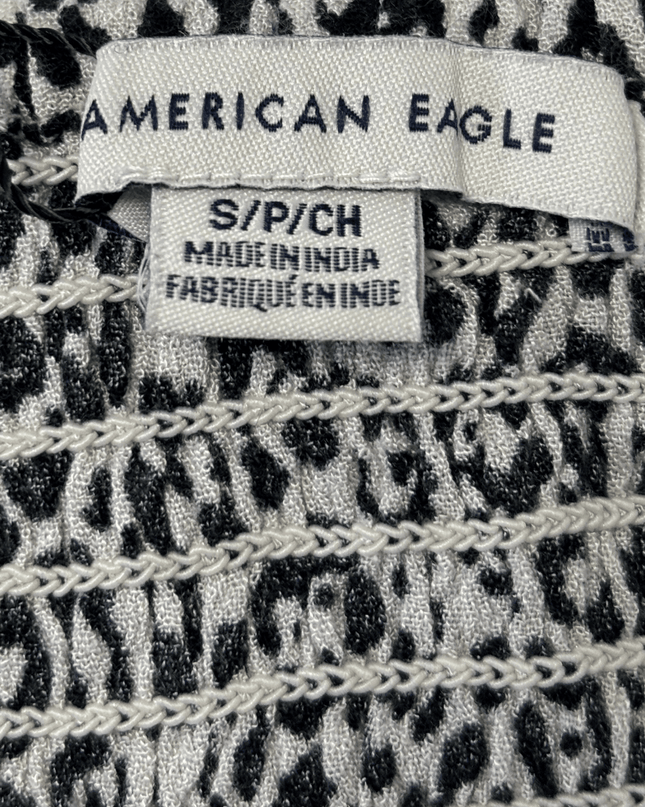 AMERICAN EAGLE
S/P/CH
MADE IN INDIA
FABRIQUÉ EN INDE